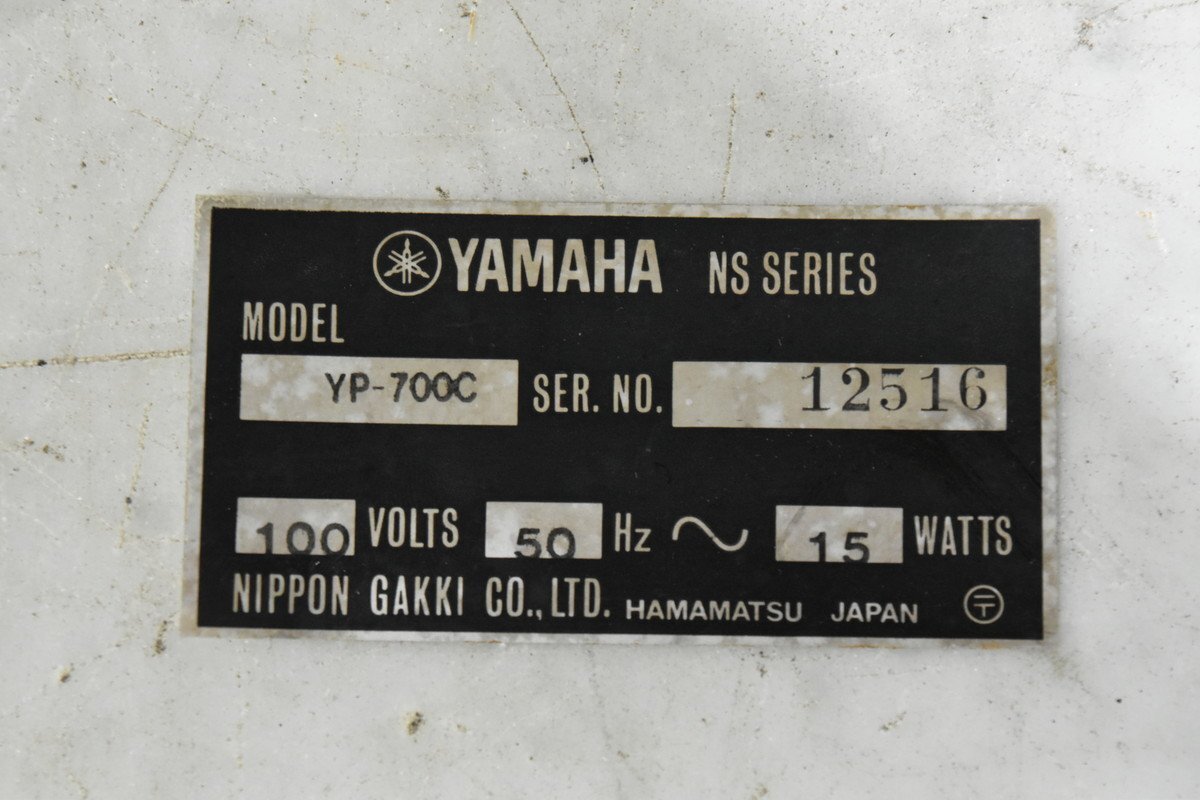 YAMAHA NS SERIES
MODEL
YP-700C SER. NO. 12516
100 VOLTS 50 Hz 15 WATTS
NIPPON GAKKI CO., LTD. HAMAMATSU JAPAN 〒